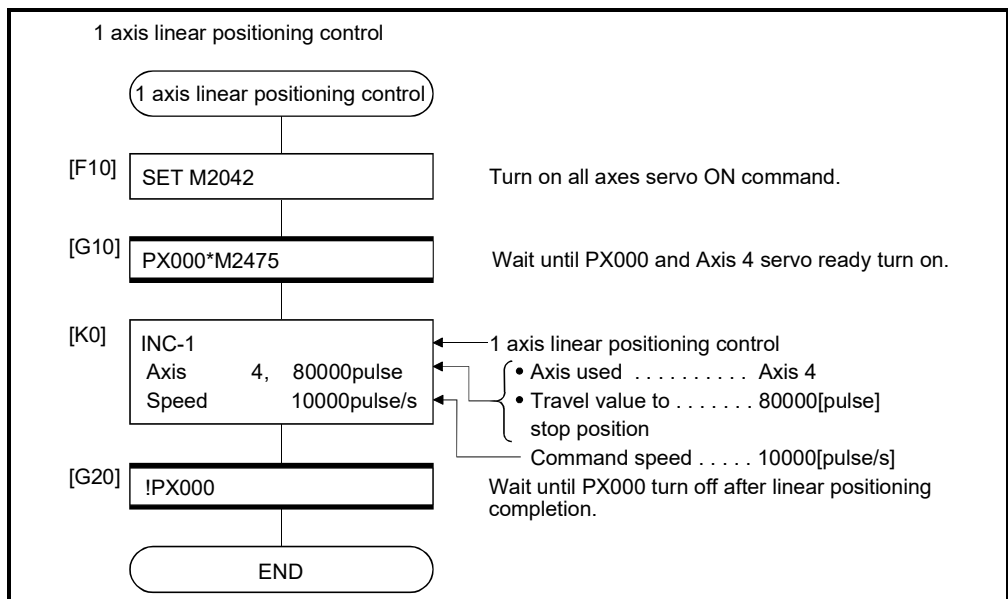 1 axis linear positioning control
1 axis linear positioning control
[F10]
SET M2042
Turn on all axes servo ON command.
[G10]
PX000*M2475
Wait until PX000 and Axis 4 servo ready turn on.
[K0]
INC-1
Axis 4, 80000pulse
Speed 10000pulse/s
1 axis linear positioning control
• Axis used . . . . . . . . . . Axis 4
• Travel value to . . . . . . . 80000[pulse]
stop position
Command speed . . . . . 10000[pulse/s]
[G20]
!PX000
Wait until PX000 turn off after linear positioning
completion.
END